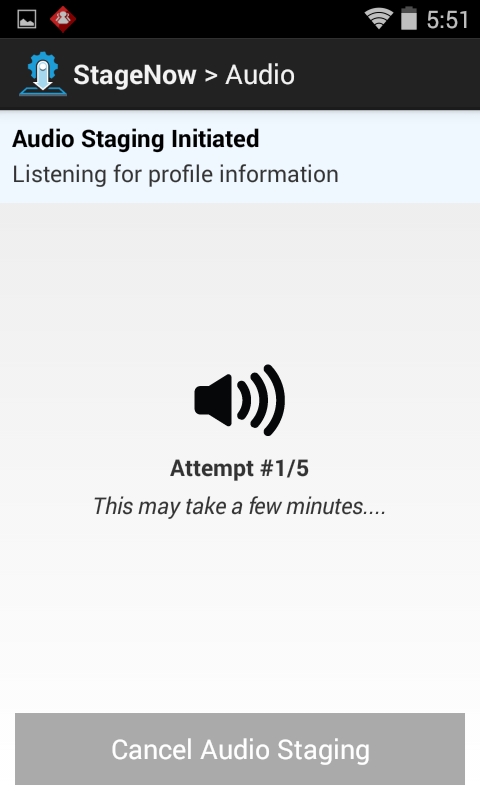 5:51
StageNow > Audio
Audio Staging Initiated
Listening for profile information
Attempt #1/5
This may take a few minutes....
Cancel Audio Staging